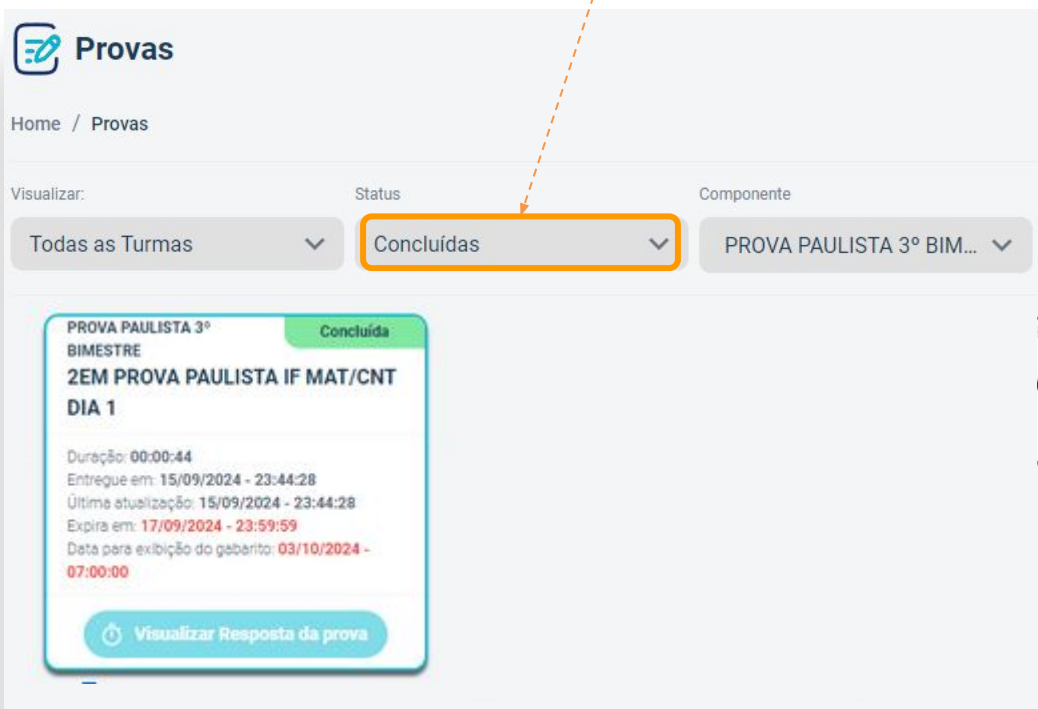 Provas
Home / Provas
Visualizar:
Status
Componente
Todas as Turmas
Concluídas
PROVA PAULISTA 3º BIM...
PROVA PAULISTA 3º
BIMESTRE
Concluída
2EM PROVA PAULISTA IF MAT/CNT
DIA 1
Duração: 00:00:44
Entregue em: 15/09/2024 - 23:44:28
Última atualização: 15/09/2024 - 23:44:28
Expira em: 17/09/2024 - 23:59:59
Data para exibição do gabarito: 03/10/2024 -
07:00:00
Visualizar Resposta da prova